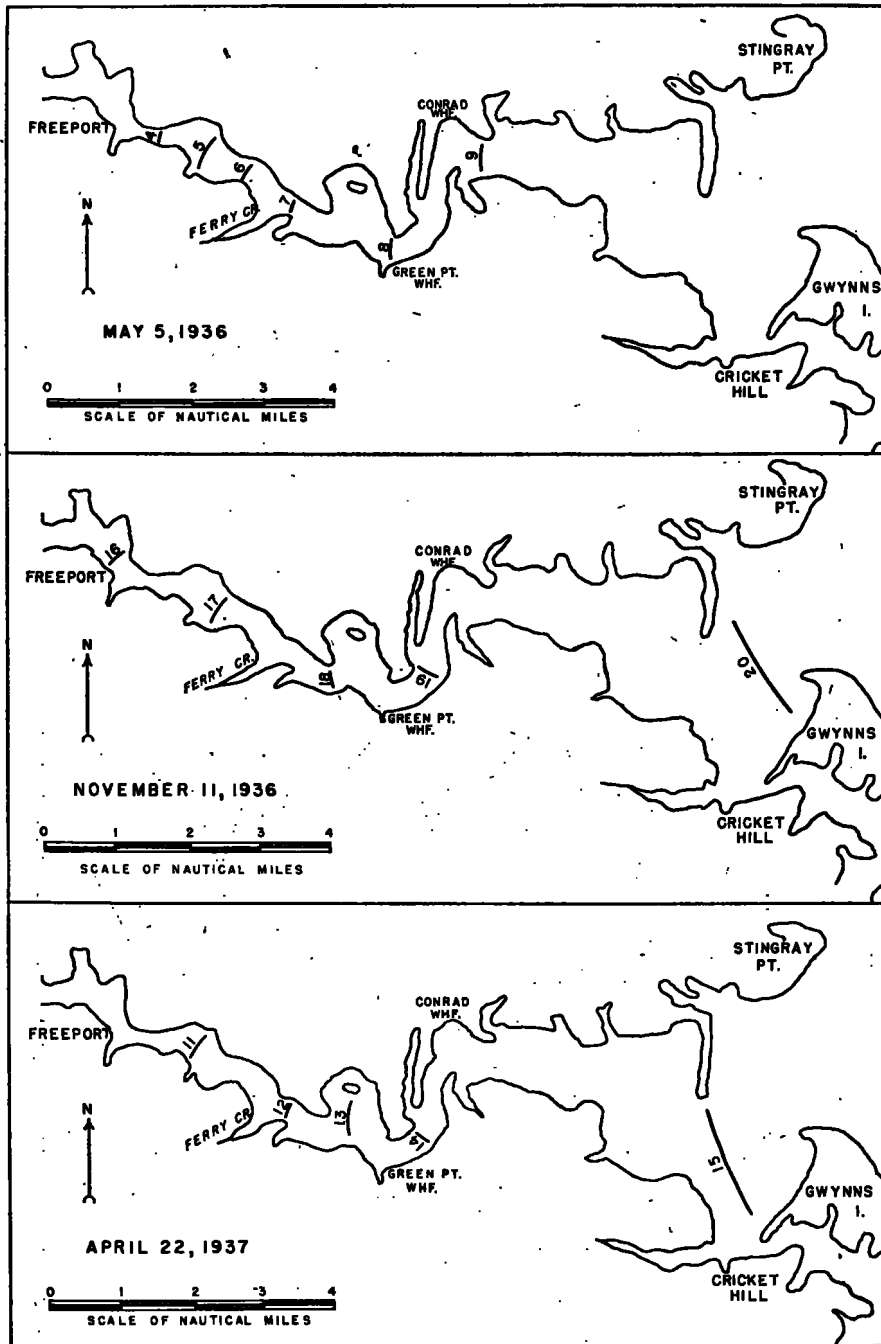 STINGRAY
PT.
CONRAD
WHF.
FREEPORT
4
5
6
7
8
9
N
FERRY CR.
GREEN PT.
WHF.
GWYNNS
I.
MAY 5, 1936
CRICKET
HILL
0 1 2 3 4
SCALE OF NAUTICAL MILES
STINGRAY
PT.
CONRAD
WHF.
FREEPORT
16
17
18
19
20
N
FERRY CR.
GREEN PT.
WHF.
GWYNNS
I.
NOVEMBER 11, 1936
CRICKET
HILL
0 1 2 3 4
SCALE OF NAUTICAL MILES
STINGRAY
PT.
CONRAD
WHF.
FREEPORT
11
12
13
14
15
N
FERRY CR.
GREEN PT.
WHF.
GWYNNS
I.
APRIL 22, 1937
CRICKET
HILL
0 1 2 3 4
SCALE OF NAUTICAL MILES